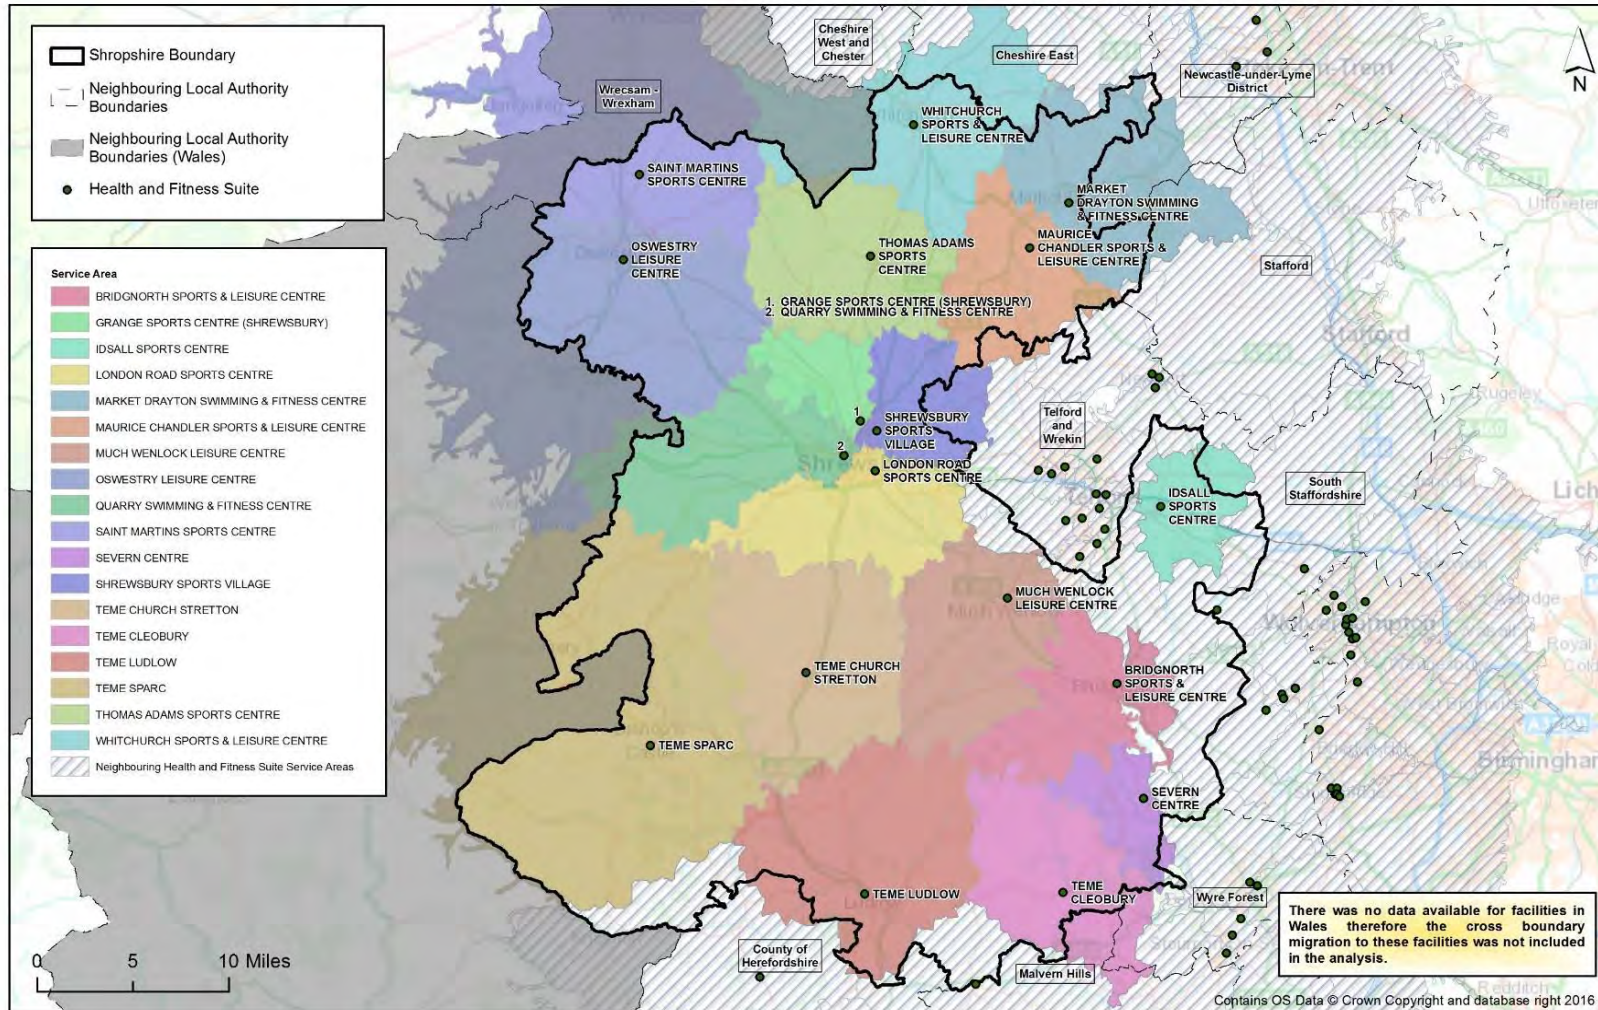 Shropshire Boundary
Neighbouring Local Authority
Boundaries
Neighbouring Local Authority
Boundaries (Wales)
Health and Fitness Suite
Service Area
BRIDGNORTH SPORTS & LEISURE CENTRE
GRANGE SPORTS CENTRE (SHREWSBURY)
IDSALL SPORTS CENTRE
LONDON ROAD SPORTS CENTRE
MARKET DRAYTON SWIMMING & FITNESS CENTRE
MAURICE CHANDLER SPORTS & LEISURE CENTRE
MUCH WENLOCK LEISURE CENTRE
OSWESTRY LEISURE CENTRE
QUARRY SWIMMING & FITNESS CENTRE
SAINT MARTINS SPORTS CENTRE
SEVERN CENTRE
SHREWSBURY SPORTS VILLAGE
TEME CHURCH STRETTON
TEME CLEOBURY
TEME LUDLOW
TEME SPARC
THOMAS ADAMS SPORTS CENTRE
WHITCHURCH SPORTS & LEISURE CENTRE
Neighbouring Health and Fitness Suite Service Areas
0 5 10 Miles
N
Cheshire
West and
Chester
Cheshire East
Newcastle-under-Lyme
District
Trent
Wrecsam -
Wrexham
WHITCHURCH
SPORTS &
LEISURE CENTRE
SAINT MARTINS
SPORTS CENTRE
MARKET
DRAYTON SWIMMING
& FITNESS CENTRE
Uttoxeter
OSWESTRY
LEISURE
CENTRE
THOMAS ADAMS
SPORTS
CENTRE
MAURICE
CHANDLER SPORTS &
LEISURE CENTRE
Stafford
1. GRANGE SPORTS CENTRE (SHREWSBURY)
2. QUARRY SWIMMING & FITNESS CENTRE
Stafford
Rugeley
Telford
and
Wrekin
1
SHREWSBURY
SPORTS
VILLAGE
2
LONDON ROAD
SPORTS CENTRE
IDSALL
SPORTS
CENTRE
South
Staffordshire
Lich
MUCH WENLOCK
LEISURE CENTRE
Royal
TEME CHURCH
STRETTON
BRIDGNORTH
SPORTS &
LEISURE CENTRE
TEME SPARC
Birmingham
SEVERN
CENTRE
TEME LUDLOW
TEME
CLEOBURY
Wyre Forest
County of
Herefordshire
Malvern Hills
There was no data available for facilities in
Wales therefore the cross boundary
migration to these facilities was not included
in the analysis.
Redditch
Contains OS Data © Crown Copyright and database right 2016